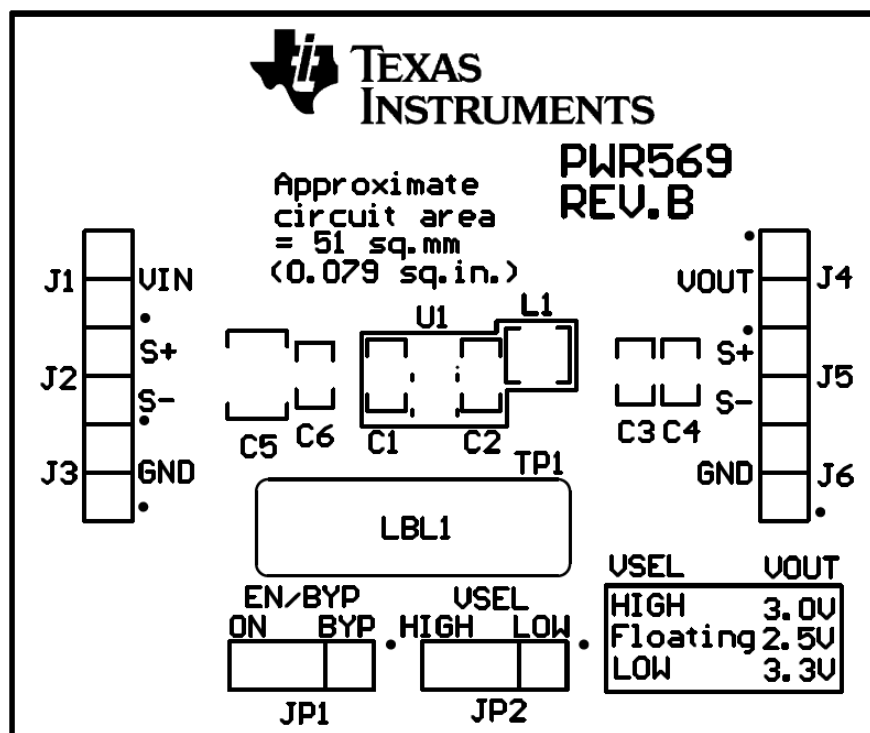 TEXAS
INSTRUMENTS
PWR569
REV.B
Approximate
circuit area
= 51 sq.mm
(0.079 sq.in.)
J1 VIN
VOUT J4
U1 L1
J2 S+
S-
S+ J5
S-
C5 C6 C1 C2 C3 C4
J3 GND
TP1
GND J6
LBL1
EN/BYP
ON BYP
JP1
VSEL
HIGH LOW
JP2
VSEL VOUT
HIGH 3.0V
Floating 2.5V
LOW 3.3V